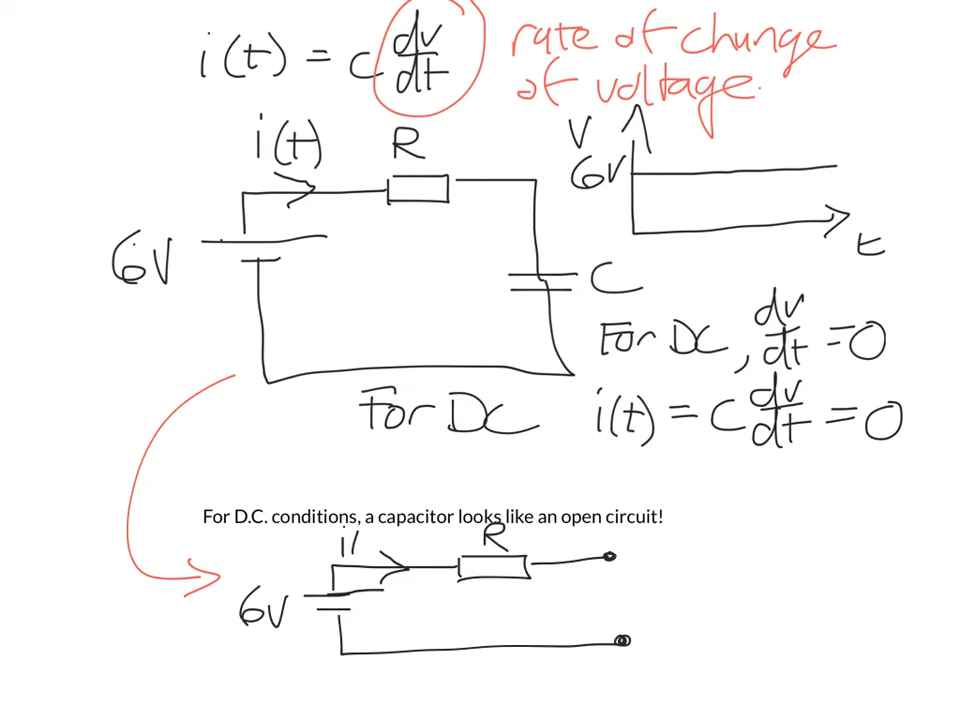 i(t) = C dv/dt
rate of change
of voltage.
i(t)
R
V
6V
t
6V
C
For DC, dv/dt = 0
For DC
i(t) = C dv/dt = 0
For D.C. conditions, a capacitor looks like an open circuit!
R
6V